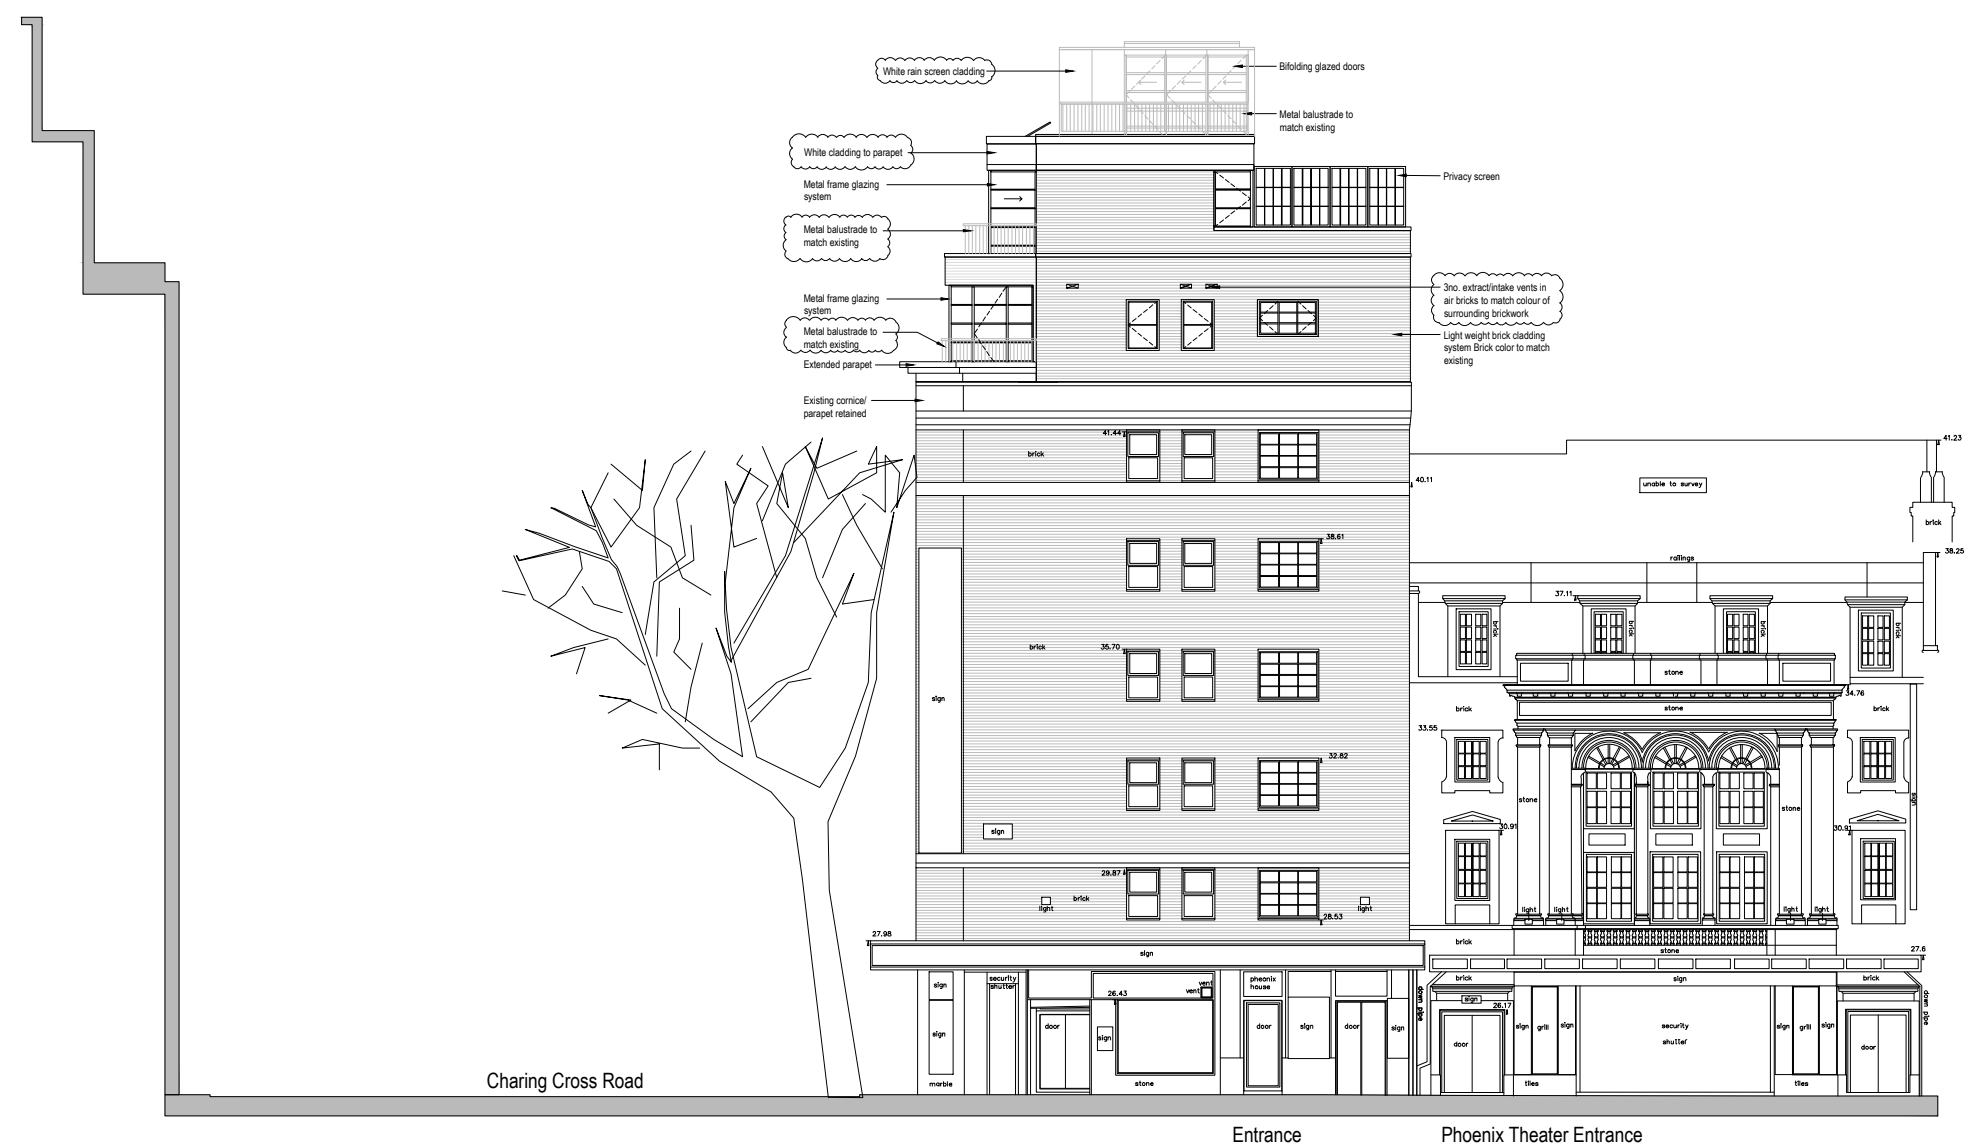 White rain screen cladding
Bifolding glazed doors
Metal balustrade to
match existing
White cladding to parapet
Metal frame glazing
system
Privacy screen
Metal balustrade to
match existing
Metal frame glazing
system
3no. extract/intake vents in
air bricks to match colour of
surrounding brickwork
Metal balustrade to
match existing
Light weight brick cladding
system Brick color to match
existing
Extended parapet
Existing cornice/
parapet retained
41.44
brick
41.23
40.11
unable to survey
brick
38.61
38.25
railings
37.11
brick
brick
brick
brick
brick
35.70
stone
sign
34.76
brick
stone
brick
33.55
32.82
stone
stone
sign
sign
30.91
30.91
29.87
brick
light
light
28.53
light
light
light
light
27.98
brick
stone
27.6
sign
brick
sign
brick
sign
security
shutter
vent
vent
26.43
pheonix
house
down pipe
sign
26.17
down pipe
sign
door
sign
door
sign
door
sign
door
sign
grill
sign
security
shutter
sign
grill
sign
door
marble
stone
tiles
tiles
Charing Cross Road
Entrance
Phoenix Theater Entrance